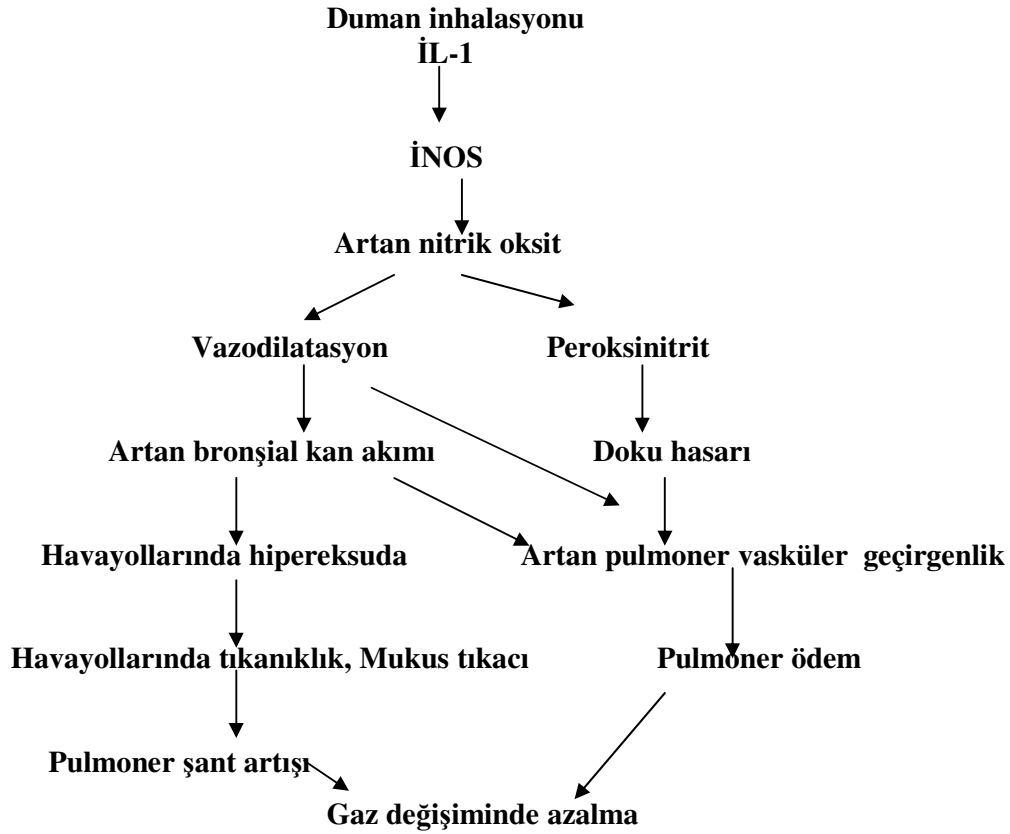 Duman inhalasyonu
İL-1
İNOS
Artan nitrik oksit
Vazodilatasyon
Peroksinitrit
Artan bronşial kan akımı
Doku hasarı
Havayollarında hipereksuda
Artan pulmoner vasküler geçirgenlik
Havayollarında tıkanıklık, Mukus tıkacı
Pulmoner ödem
Pulmoner şant artışı
Gaz değişiminde azalma